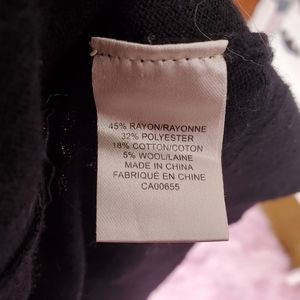 45% RAYON/RAYONNE
32% POLYESTER
18% COTTON/COTON
5% WOOL/LAINE
MADE IN CHINA
FABRIQUÉ EN CHINE
CA00655